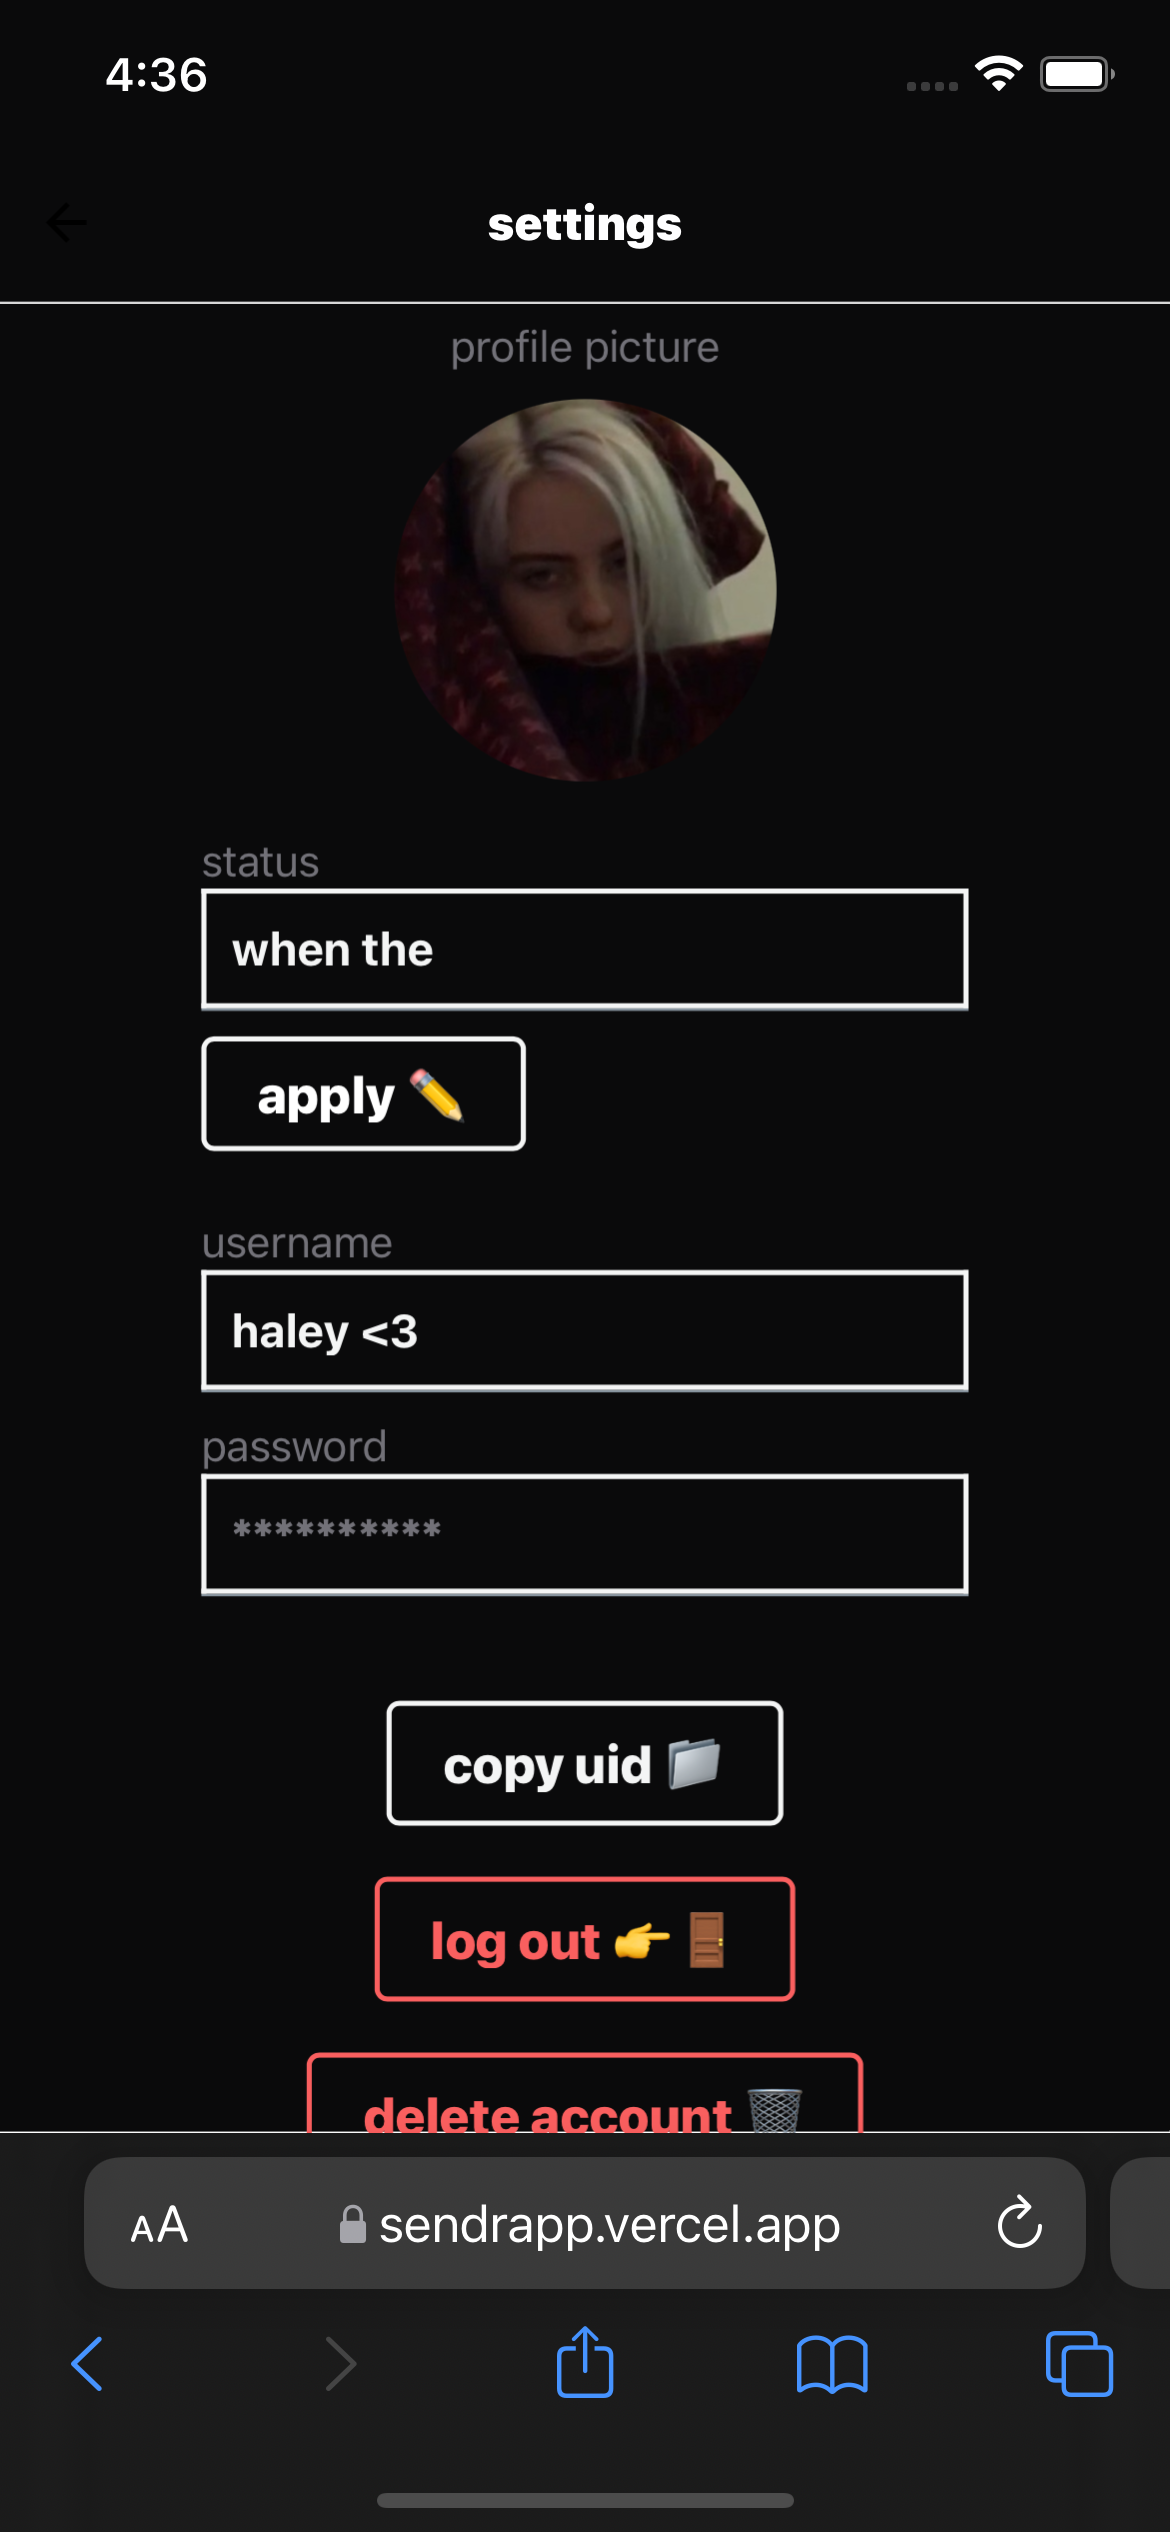 4:36
settings
profile picture
status
when the
apply ✏️
username
haley <3
password
**********
copy uid 📁
log out 👉🚪
delete account 🗑️
AA sendrapp.vercel.app